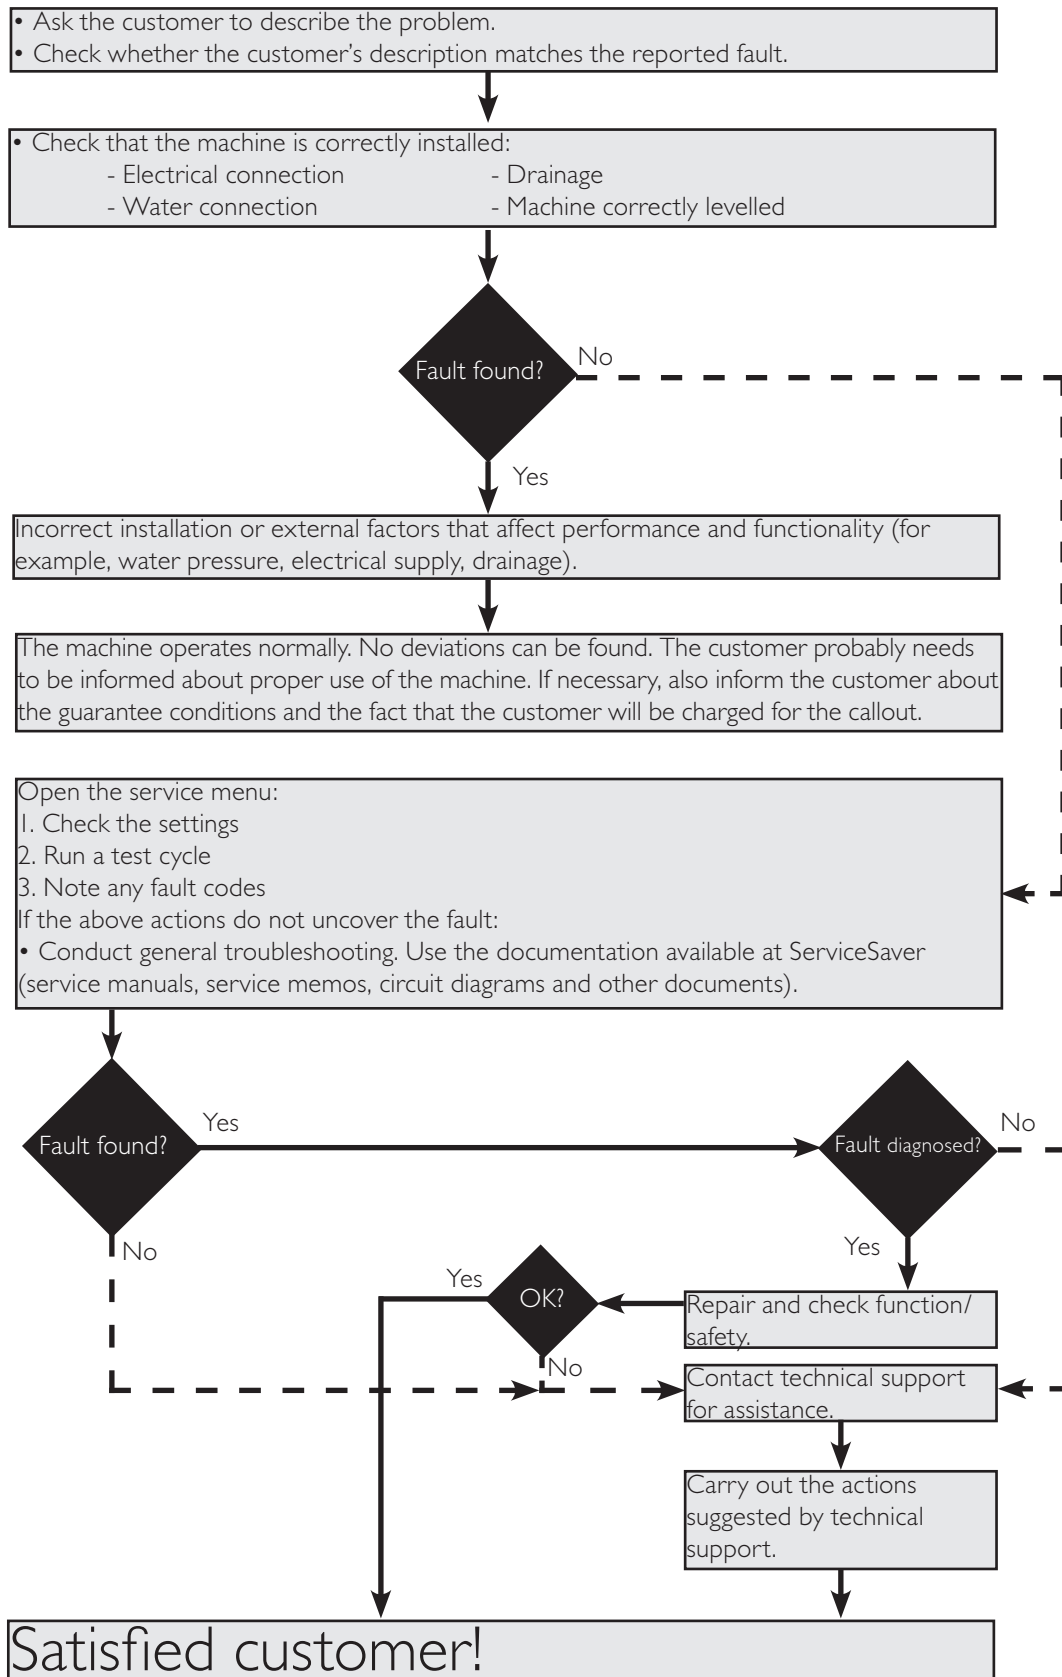 • Ask the customer to describe the problem.
• Check whether the customer’s description matches the reported fault.
• Check that the machine is correctly installed:
- Electrical connection - Drainage
- Water connection - Machine correctly levelled
Fault found?
No
Yes
Incorrect installation or external factors that affect performance and functionality (for
example, water pressure, electrical supply, drainage).
The machine operates normally. No deviations can be found. The customer probably needs
to be informed about proper use of the machine. If necessary, also inform the customer about
the guarantee conditions and the fact that the customer will be charged for the callout.
Open the service menu:
1. Check the settings
2. Run a test cycle
3. Note any fault codes
If the above actions do not uncover the fault:
• Conduct general troubleshooting. Use the documentation available at ServiceSaver
(service manuals, service memos, circuit diagrams and other documents).
Fault found?
Yes
No
Fault diagnosed?
No
Yes
Repair and check function/
safety.
OK?
Yes
No
Contact technical support
for assistance.
Carry out the actions
suggested by technical
support.
Satisfied customer!